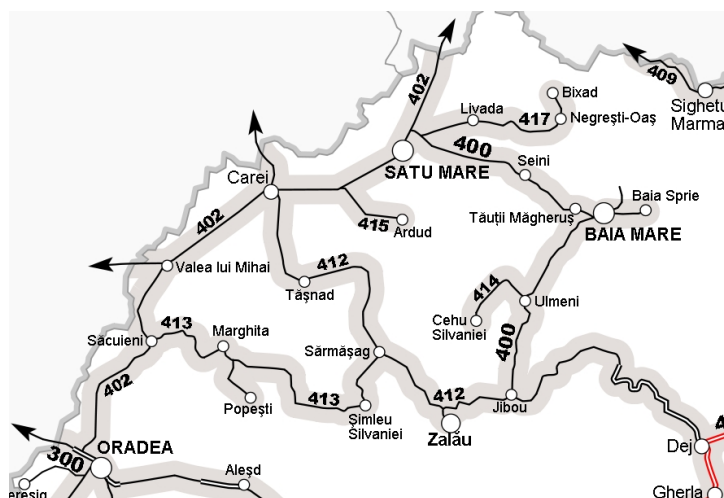 409
Sighetu
Marma
402
Bixad
Livada
417
Negrești-Oaș
400
SATU MARE
Seini
Carei
Baia Sprie
Tăuții Măgheruș
BAIA MARE
402
415
Ardud
412
Valea lui Mihai
Tășnad
414
Ulmeni
Cehu
Silvaniei
413
Marghita
Săcuieni
Sărmășag
400
402
Popești
413
Șimleu
Silvaniei
412
Jibou
Zalău
ORADEA
300
Aleșd
Dej
4
eresig
Gherla